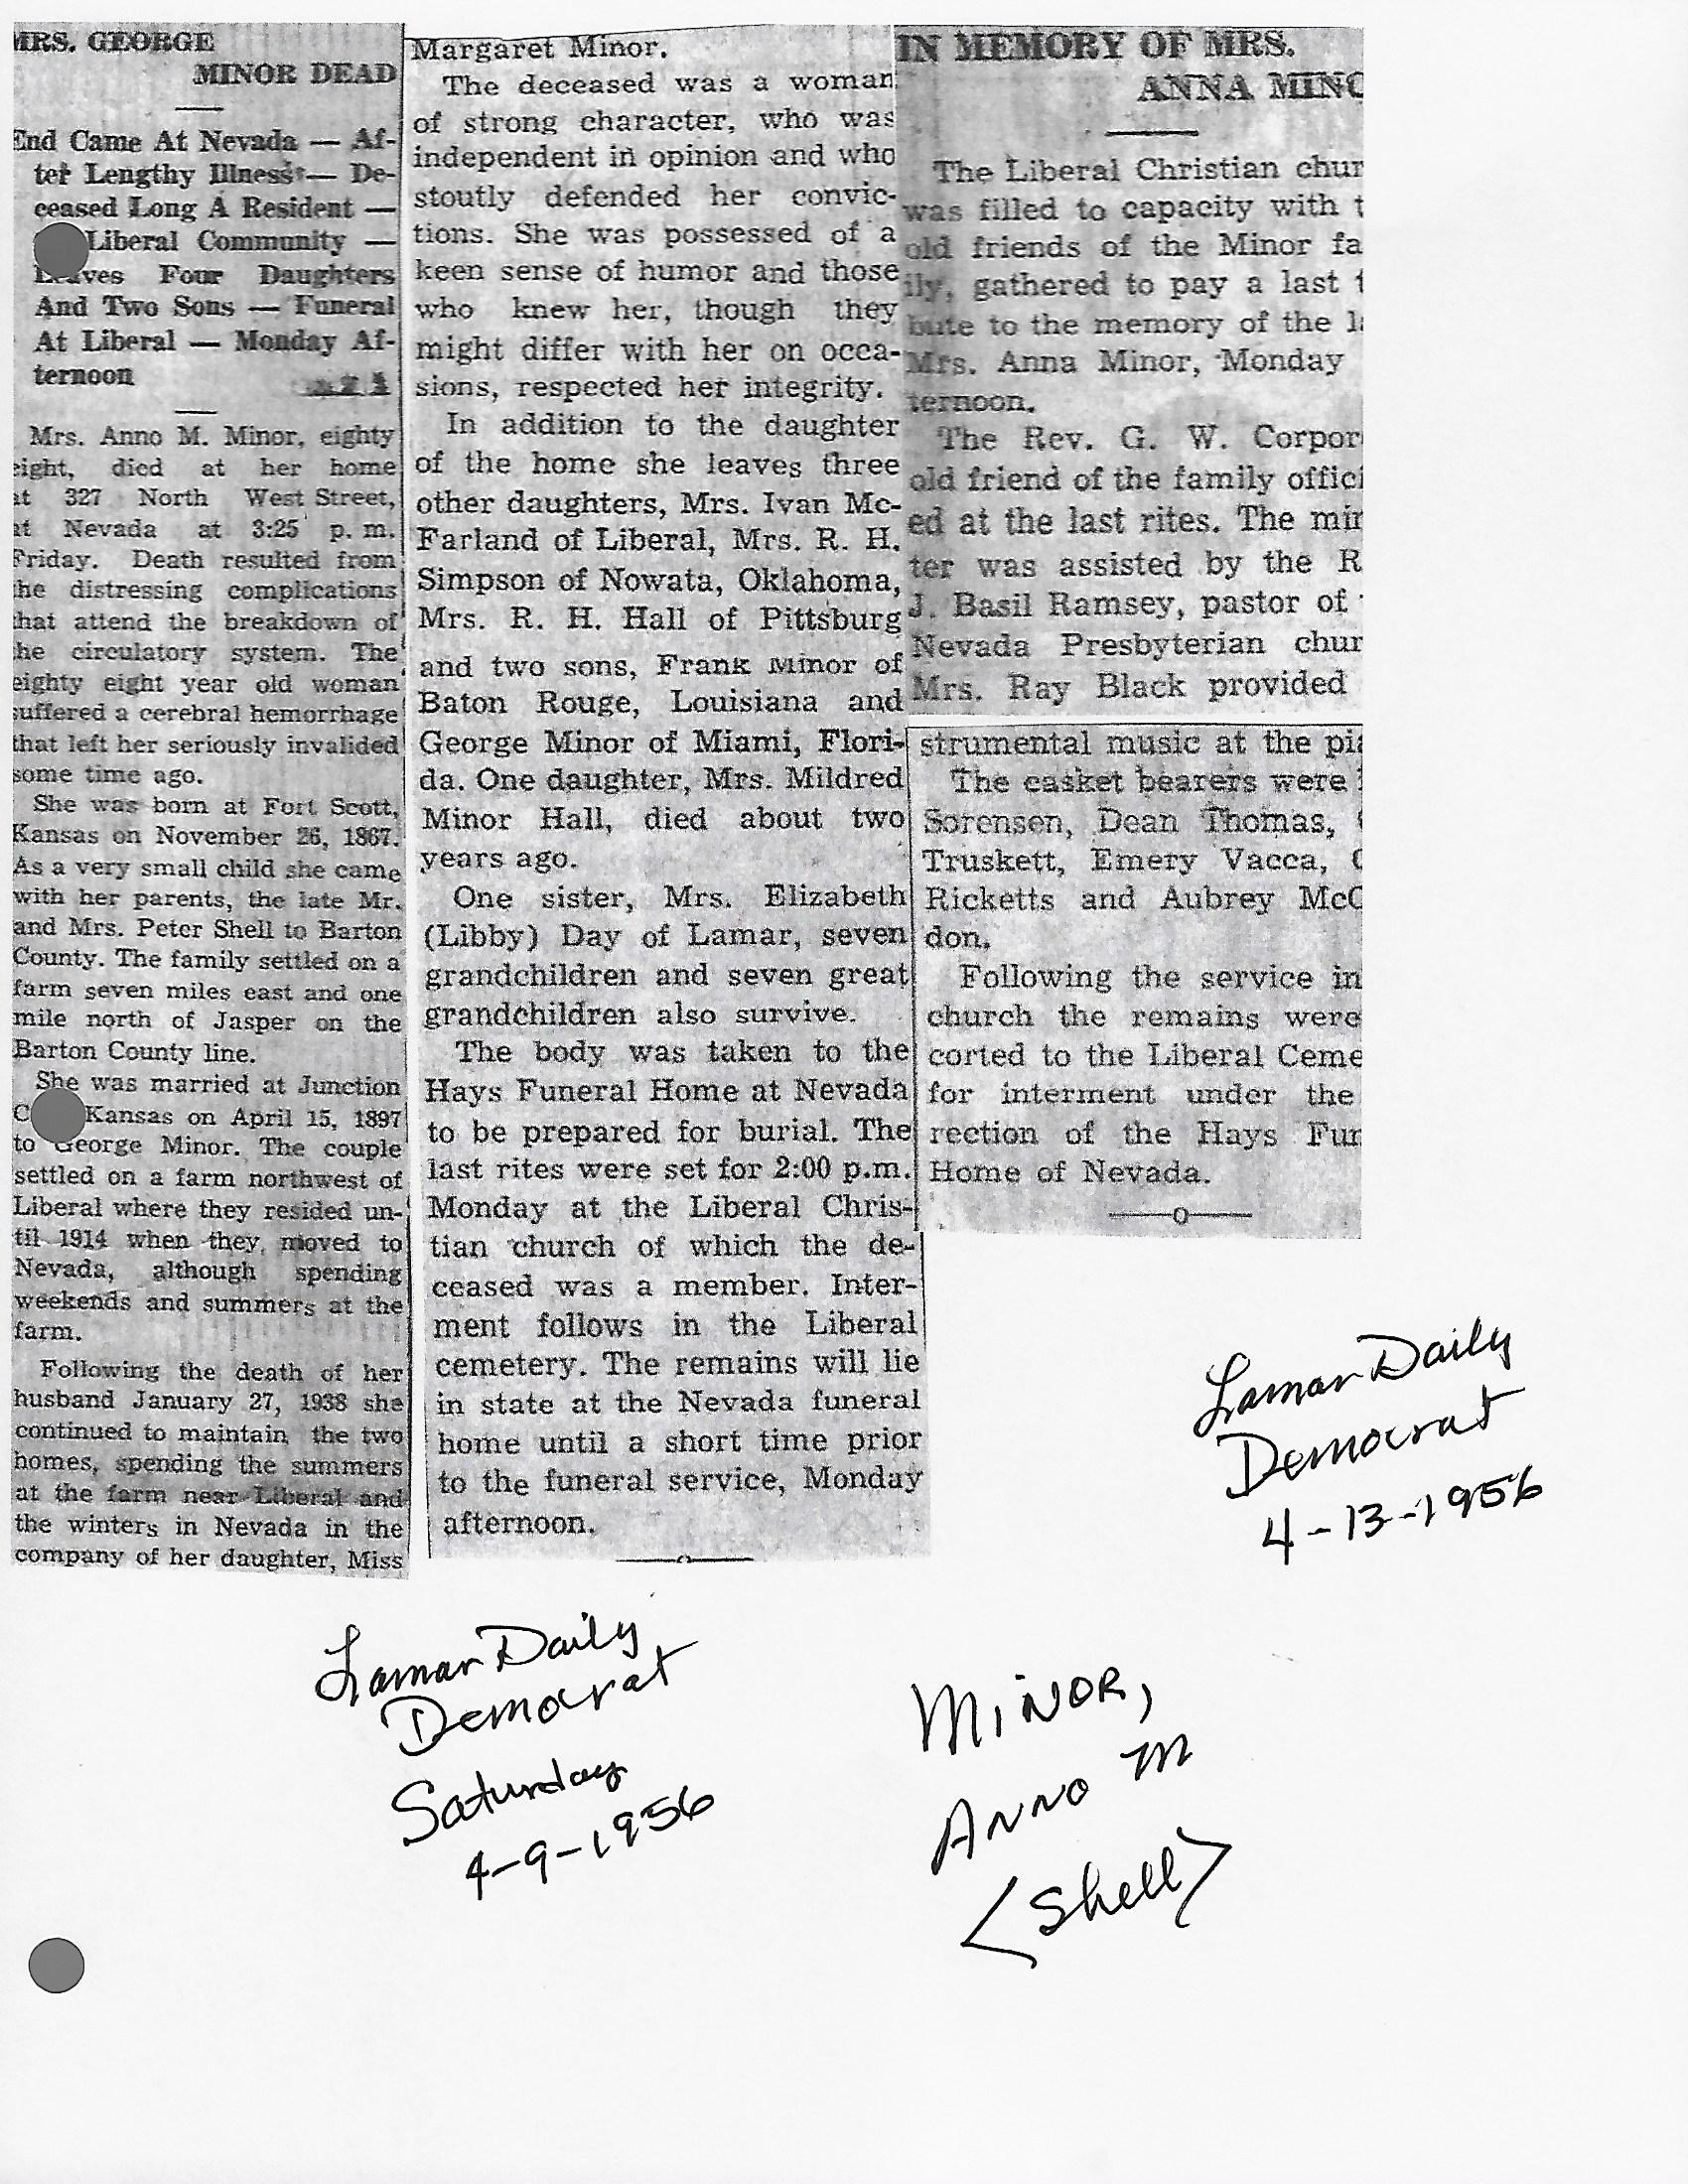 MRS. GEORGE
MINOR DEAD
End Came At Nevada — Af-
ter Lengthy Illness — De-
ceased Long A Resident —
Liberal Community —
Leaves Four Daughters
And Two Sons — Funeral
At Liberal — Monday Af-
ternoon
Mrs. Anno M. Minor, eighty
eight, died at her home
at 327 North West Street,
at Nevada at 3:25 p. m.
Friday. Death resulted from
the distressing complications
that attend the breakdown of
the circulatory system. The
eighty eight year old woman
suffered a cerebral hemorrhage
that left her seriously invalided
some time ago.
She was born at Fort Scott,
Kansas on November 26, 1867.
As a very small child she came
with her parents, the late Mr.
and Mrs. Peter Shell to Barton
County. The family settled on a
farm seven miles east and one
mile north of Jasper on the
Barton County line.
She was married at Junction
C Kansas on April 15, 1897
to George Minor. The couple
settled on a farm northwest of
Liberal where they resided un-
til 1914 when they moved to
Nevada, although spending
weekends and summers at the
farm.
Following the death of her
husband January 27, 1938 she
continued to maintain the two
homes, spending the summers
at the farm near Liberal and
the winters in Nevada in the
company of her daughter, Miss
Margaret Minor.
The deceased was a woman
of strong character, who was
independent in opinion and who
stoutly defended her convic-
tions. She was possessed of a
keen sense of humor and those
who knew her, though they
might differ with her on occa-
sions, respected her integrity.
In addition to the daughter
of the home she leaves three
other daughters, Mrs. Ivan Mc-
Farland of Liberal, Mrs. R. H.
Simpson of Nowata, Oklahoma,
Mrs. R. H. Hall of Pittsburg
and two sons, Frank Minor of
Baton Rouge, Louisiana and
George Minor of Miami, Flori-
da. One daughter, Mrs. Mildred
Minor Hall, died about two
years ago.
One sister, Mrs. Elizabeth
(Libby) Day of Lamar, seven
grandchildren and seven great
grandchildren also survive.
The body was taken to the
Hays Funeral Home at Nevada
to be prepared for burial. The
last rites were set for 2:00 p.m.
Monday at the Liberal Chris-
tian church of which the de-
ceased was a member. Inter-
ment follows in the Liberal
cemetery. The remains will lie
in state at the Nevada funeral
home until a short time prior
to the funeral service, Monday
afternoon.
IN MEMORY OF MRS.
ANNA MINO
The Liberal Christian chur
was filled to capacity with t
old friends of the Minor fa
ily, gathered to pay a last t
bute to the memory of the la
Mrs. Anna Minor, Monday
ternoon.
The Rev. G. W. Corpor
old friend of the family offici
ed at the last rites. The min
ter was assisted by the R
J. Basil Ramsey, pastor of
Nevada Presbyterian chur
Mrs. Ray Black provided
strumental music at the pia
The casket bearers were
Sorensen, Dean Thomas,
Truskett, Emery Vacca, C
Ricketts and Aubrey McC
don.
Following the service in
church the remains were
corted to the Liberal Ceme
for interment under the
rection of the Hays Fun
Home of Nevada.
Lamar Daily
Democrat
4-13-1956
Lamar Daily
Democrat
Saturday
4-9-1956
MINOR,
ANNO M
<Shell>